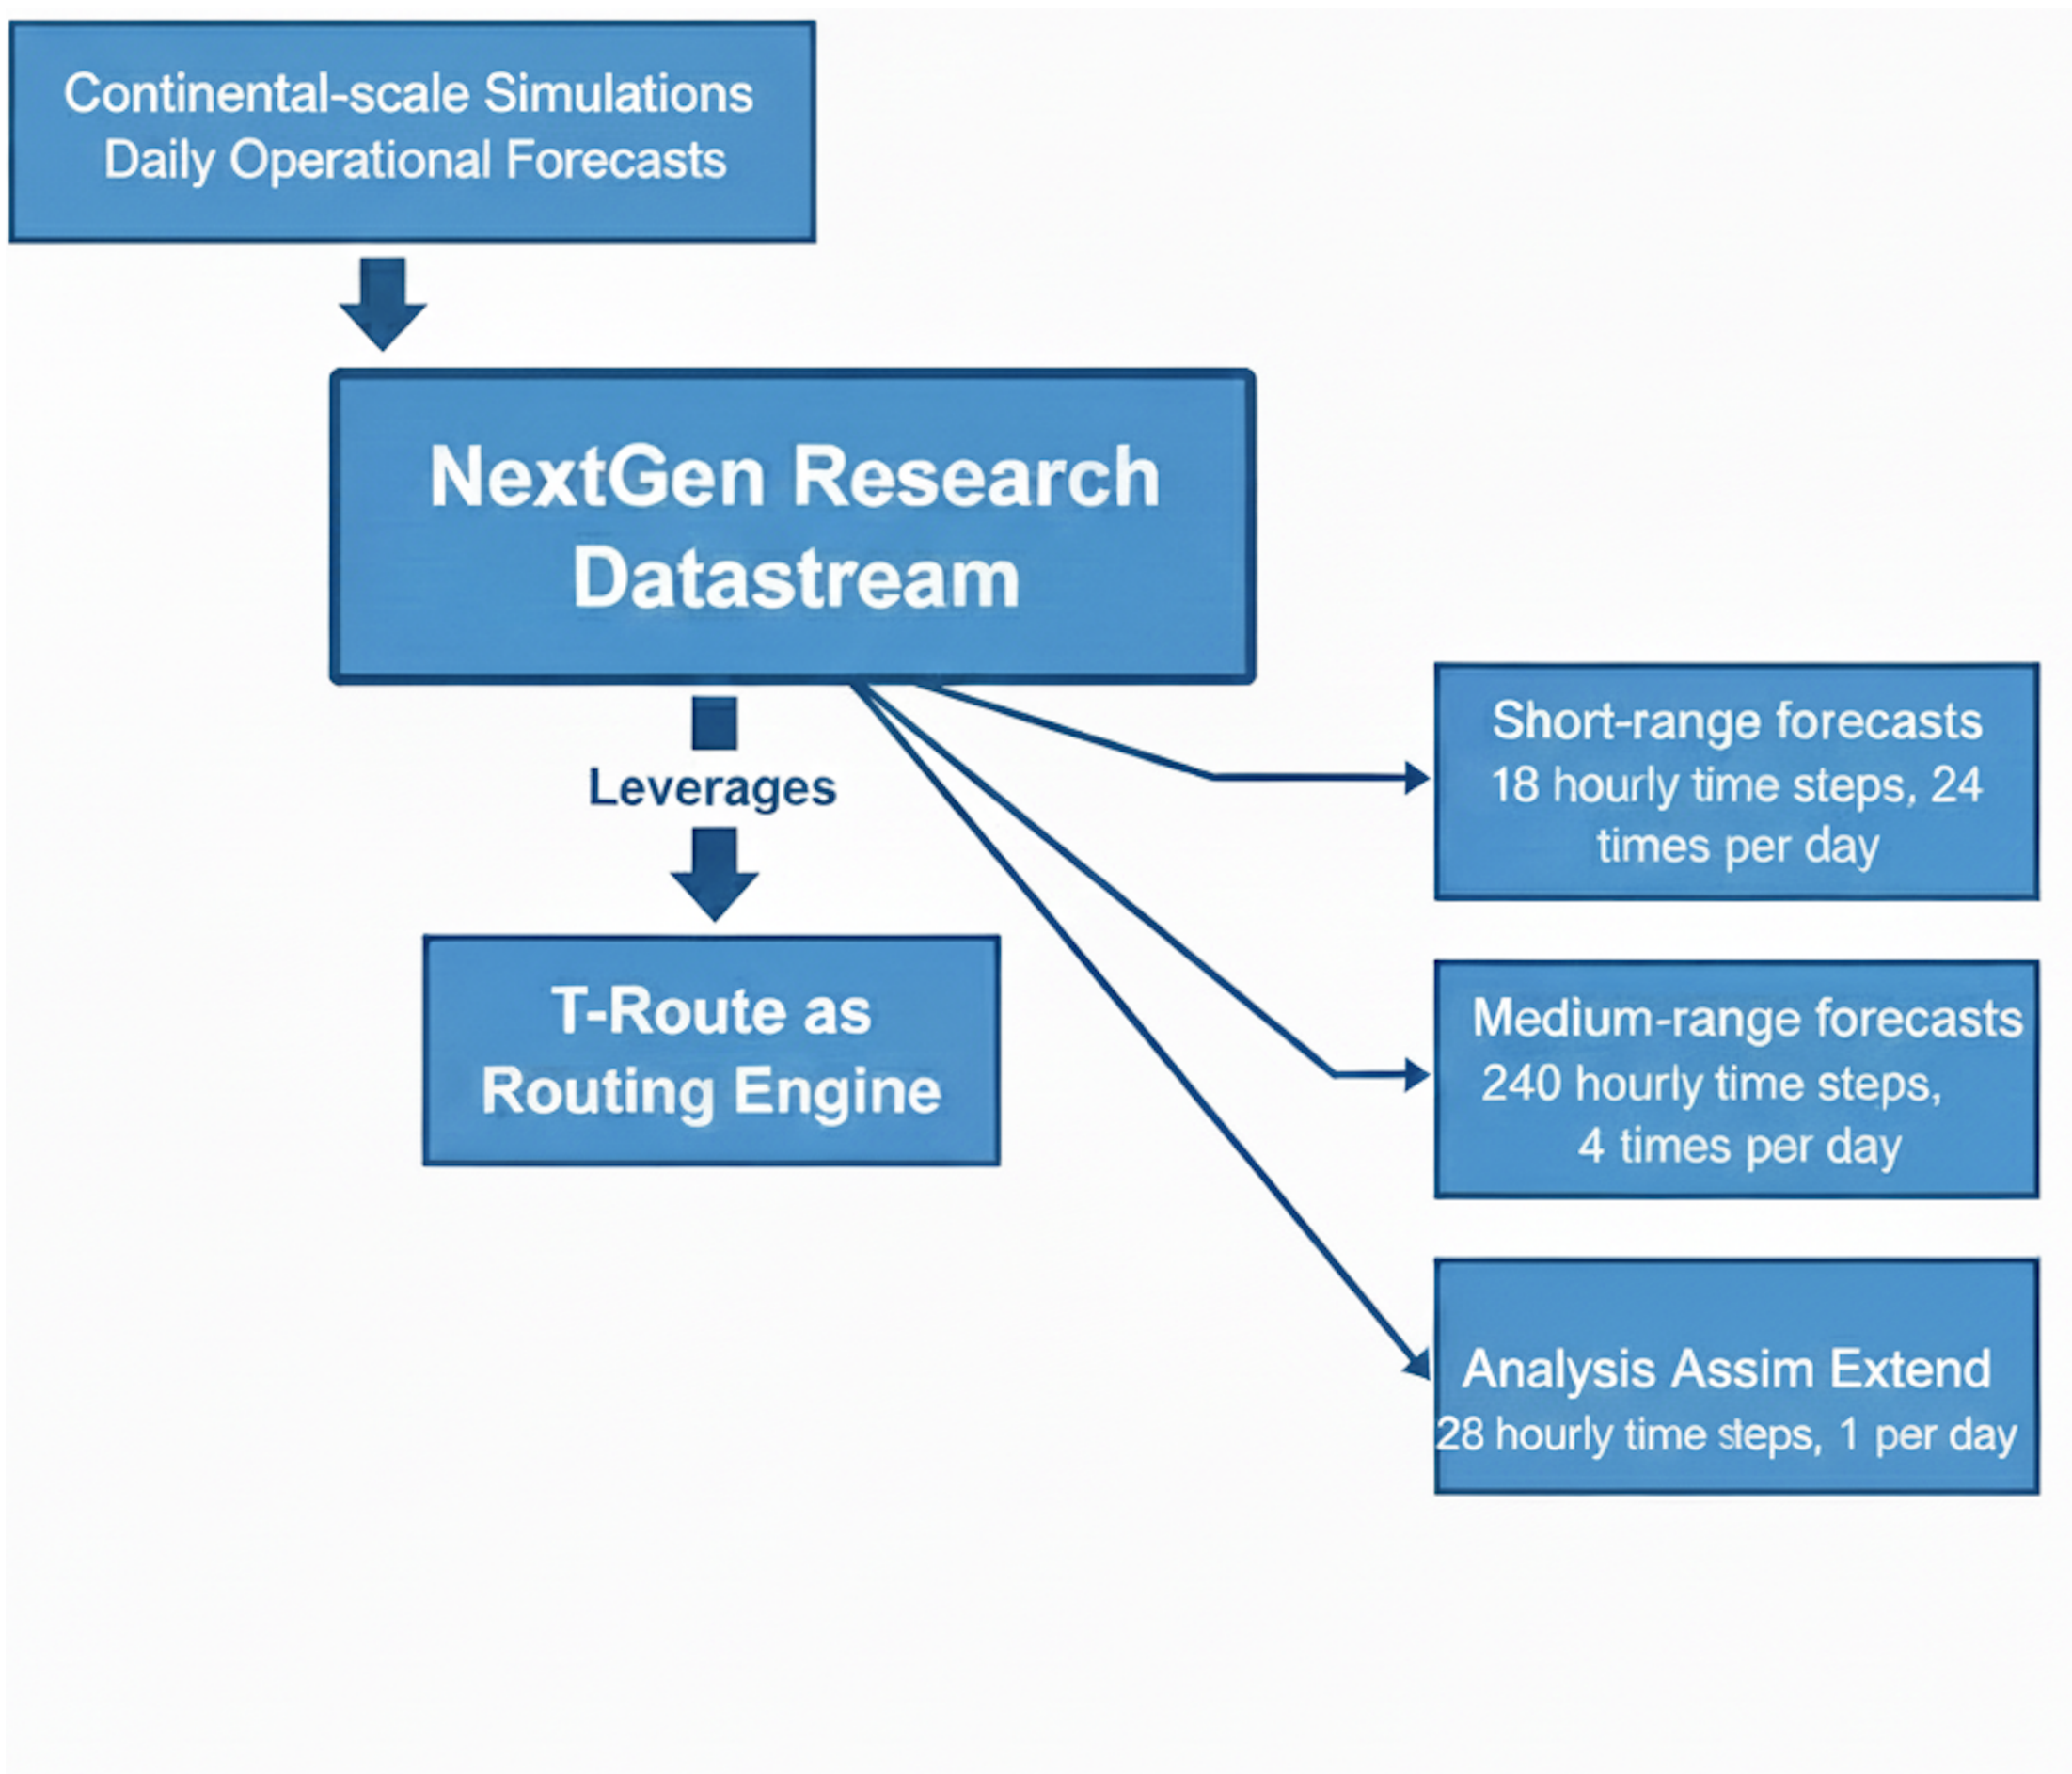 Continental-scale Simulations
Daily Operational Forecasts
NextGen Research
Datastream
Leverages
T-Route as
Routing Engine
Short-range forecasts
18 hourly time steps, 24
times per day
Medium-range forecasts
240 hourly time steps,
4 times per day
Analysis Assim Extend
28 hourly time steps, 1 per day